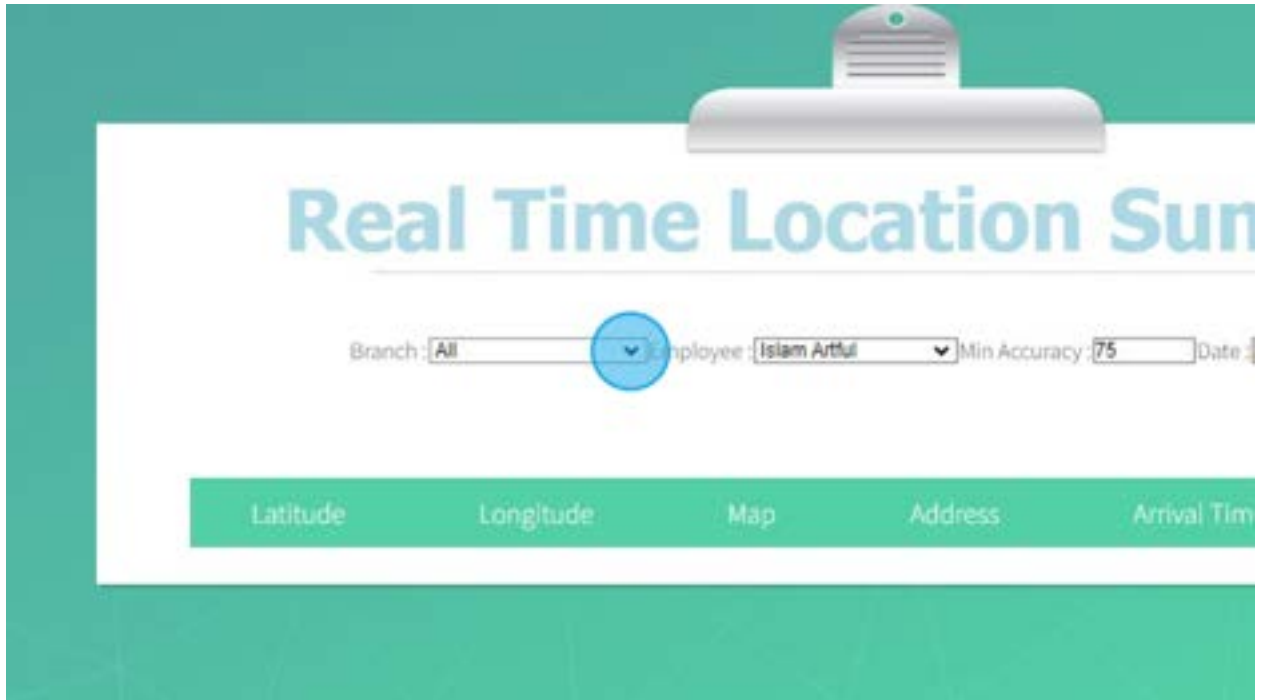 Real Time Location Sum
Branch : All Employee : Islam Artful Min Accuracy : 75 Date :
Latitude Longitude Map Address Arrival Tim